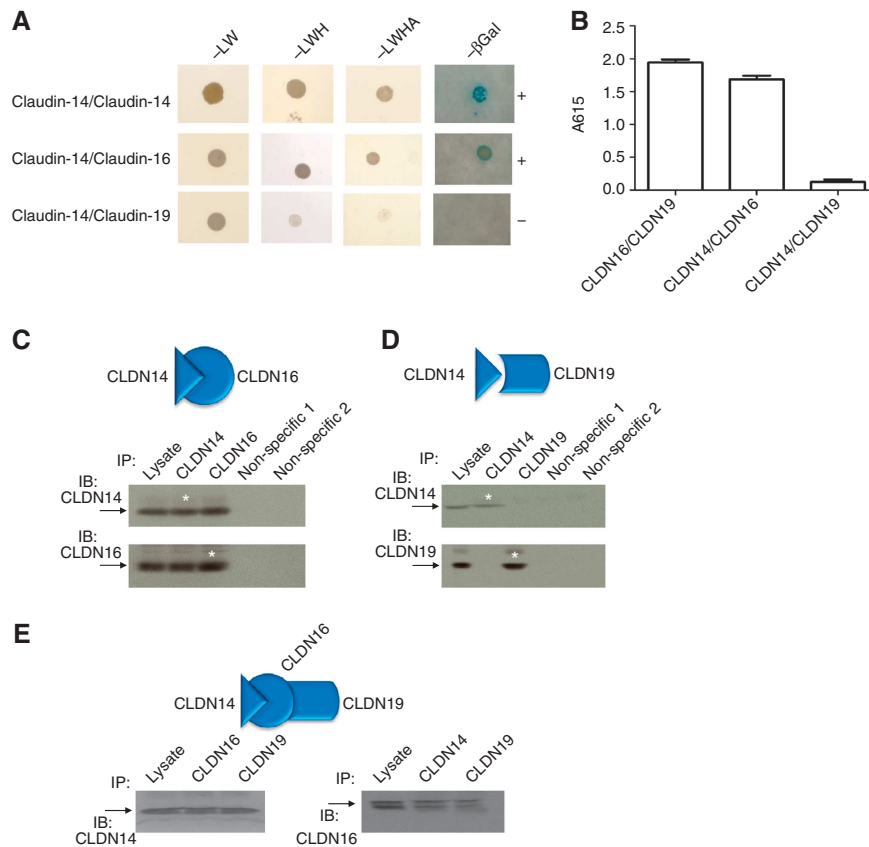 A
–LW
–LWH
–LWHA
–βGal
Claudin-14/Claudin-14
+
Claudin-14/Claudin-16
+
Claudin-14/Claudin-19
–
B
A615
2.5
2.0
1.5
1.0
0.5
0.0
CLDN16/CLDN19
CLDN14/CLDN16
CLDN14/CLDN19
C
CLDN14
CLDN16
IP:
Lysate
CLDN14
CLDN16
Non-specific 1
Non-specific 2
IB:
CLDN14
*
IB:
CLDN16
*
D
CLDN14
CLDN19
IP:
Lysate
CLDN14
CLDN19
Non-specific 1
Non-specific 2
IB:
CLDN14
*
IB:
CLDN19
*
E
CLDN16
CLDN14
CLDN19
IP:
Lysate
CLDN16
CLDN19
IB:
CLDN14
IP:
Lysate
CLDN14
CLDN19
IB:
CLDN16